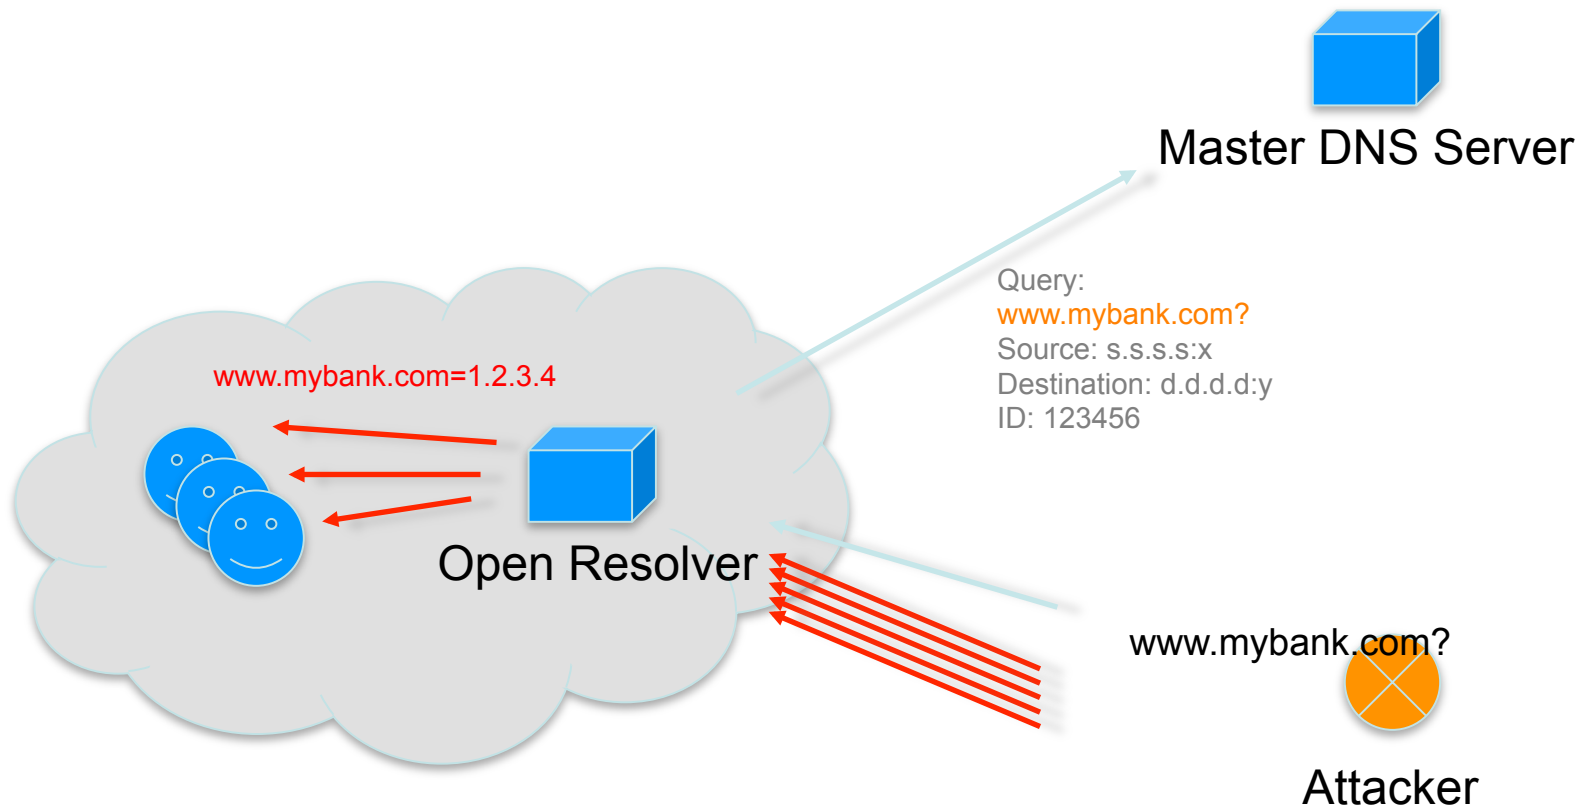 Master DNS Server
Query:
www.mybank.com?
Source: s.s.s.s:x
Destination: d.d.d.d:y
ID: 123456
www.mybank.com=1.2.3.4
Open Resolver
www.mybank.com?
Attacker